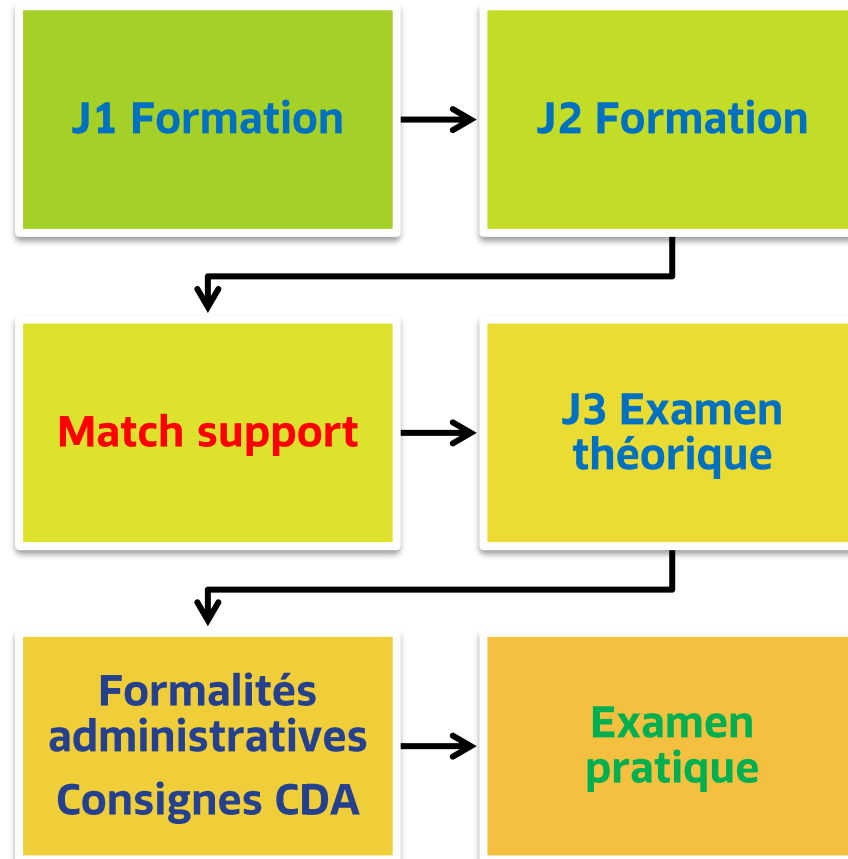 J1 Formation
J2 Formation
Match support
J3 Examen
théorique
Formalités
administratives
Consignes CDA
Examen
pratique